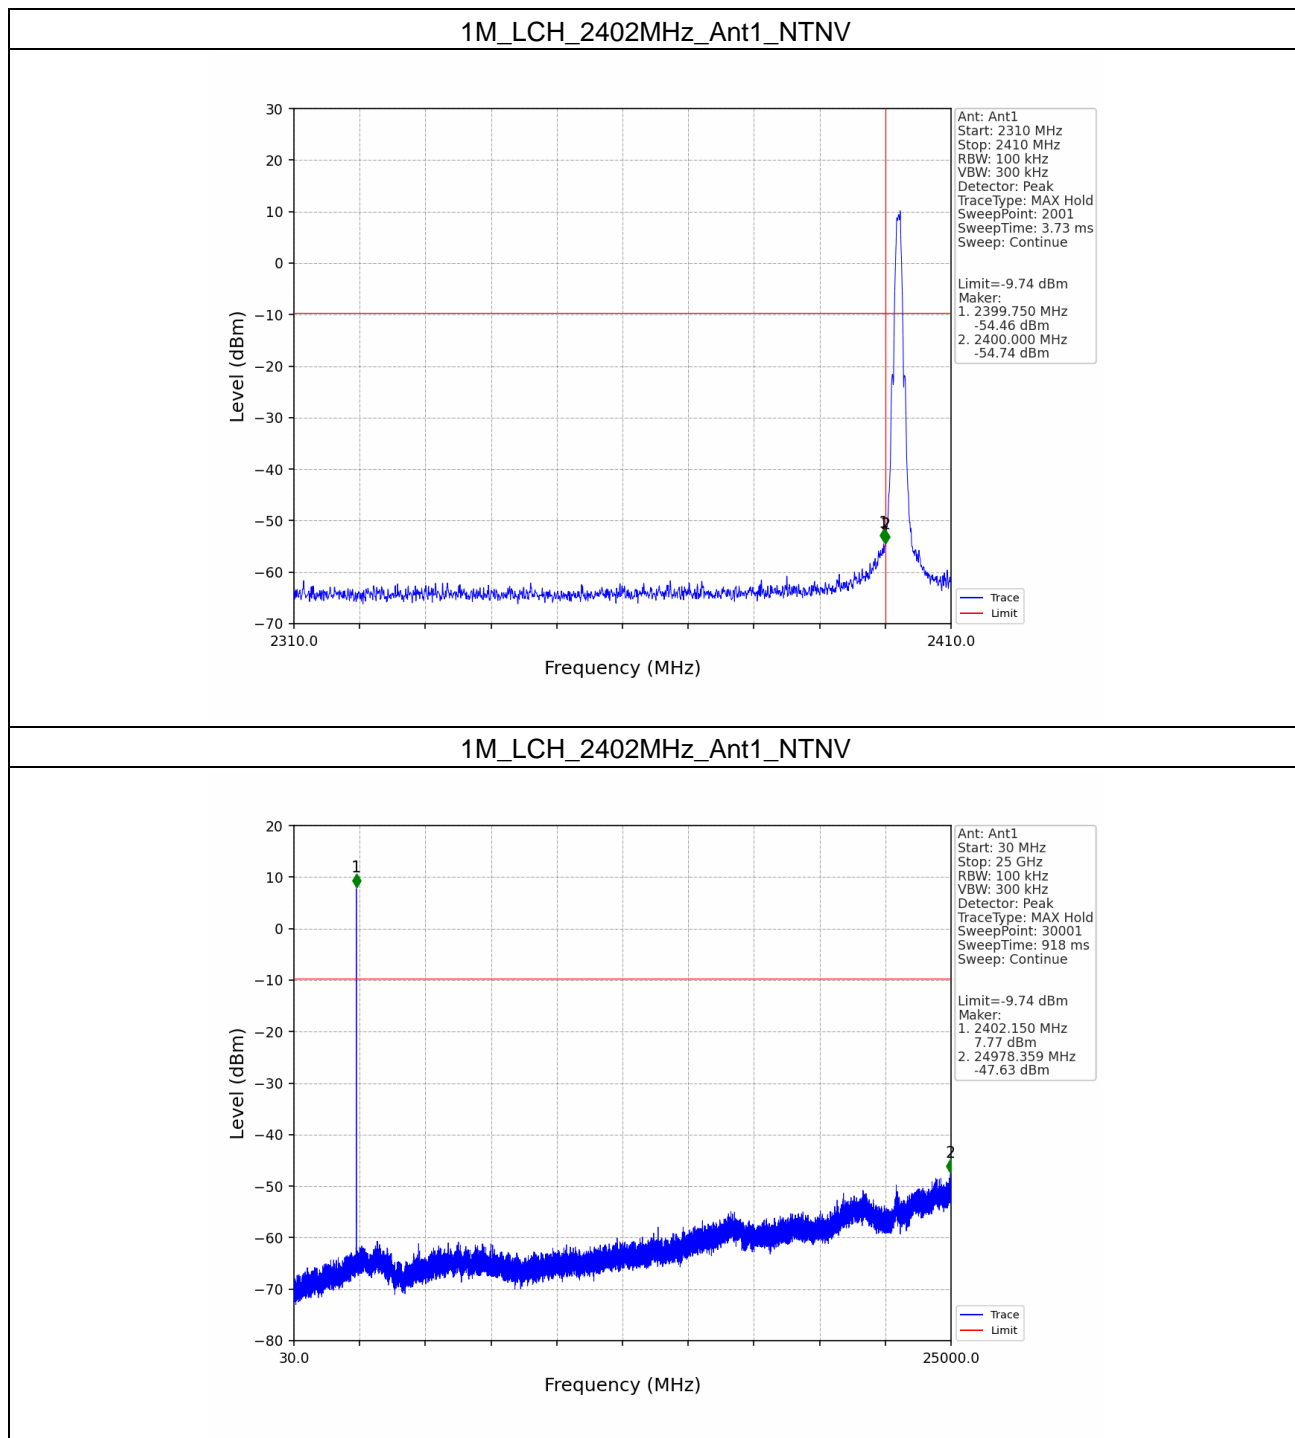 1M_LCH_2402MHz_Ant1_NTNV
30
20
10
0
−10
−20
−30
−40
−50
−60
−70
Level (dBm)
1
2
2310.0
2410.0
Frequency (MHz)
Ant: Ant1
Start: 2310 MHz
Stop: 2410 MHz
RBW: 100 kHz
VBW: 300 kHz
Detector: Peak
TraceType: MAX Hold
SweepPoint: 2001
SweepTime: 3.73 ms
Sweep: Continue
Limit=-9.74 dBm
Maker:
1. 2399.750 MHz
-54.46 dBm
2. 2400.000 MHz
-54.74 dBm
Trace
Limit
1M_LCH_2402MHz_Ant1_NTNV
20
10
0
−10
−20
−30
−40
−50
−60
−70
−80
Level (dBm)
1
2
30.0
25000.0
Frequency (MHz)
Ant: Ant1
Start: 30 MHz
Stop: 25 GHz
RBW: 100 kHz
VBW: 300 kHz
Detector: Peak
TraceType: MAX Hold
SweepPoint: 30001
SweepTime: 918 ms
Sweep: Continue
Limit=-9.74 dBm
Maker:
1. 2402.150 MHz
7.77 dBm
2. 24978.359 MHz
-47.63 dBm
Trace
Limit